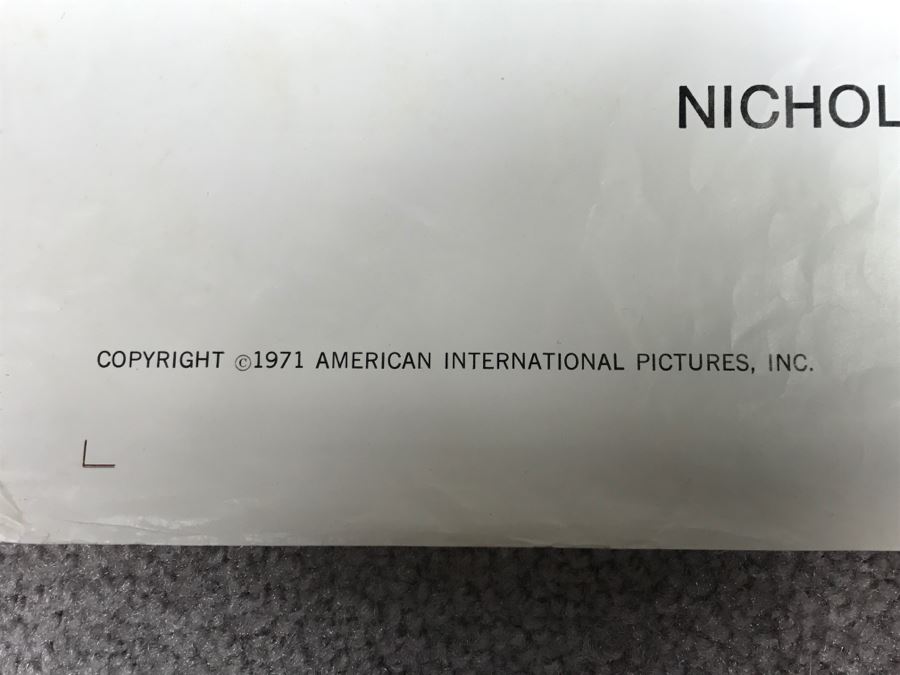 NICHOL
COPYRIGHT ©1971 AMERICAN INTERNATIONAL PICTURES, INC.